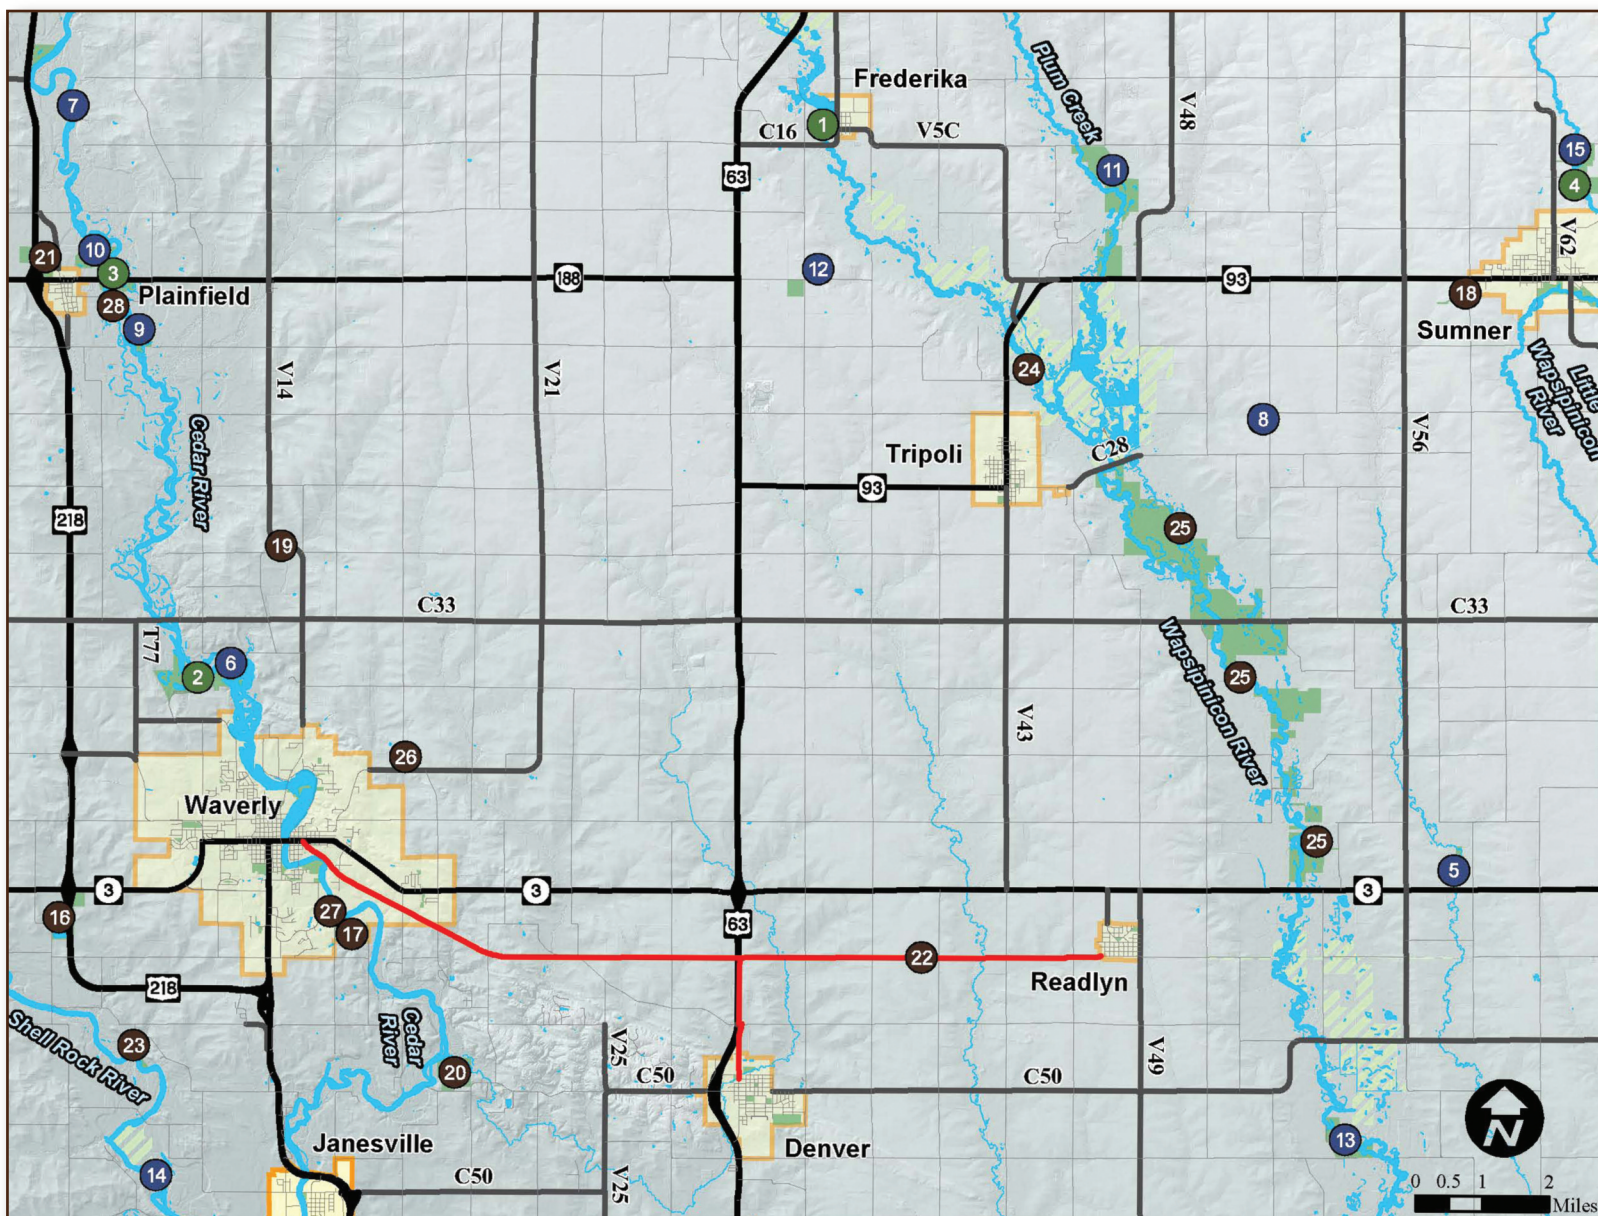 7
Frederika
1
C16
V5C
Plum Creek
V48
63
11
15
4
21
10
3
12
188
93
V62
28
Plainfield
9
18
Sumner
V14
V21
24
Little
Wapsipinicon
River
Cedar River
8
V56
Tripoli
C28
93
218
25
19
C33
C33
T77
6
2
25
Wapsipinicon River
V43
26
Waverly
25
5
3
3
3
16
27
17
63
22
Readlyn
218
Shell Rock River
23
Cedar
River
20
V25
C50
C50
V49
Janesville
Denver
13
N
14
C50
V25
0 0.5 1 2
Miles